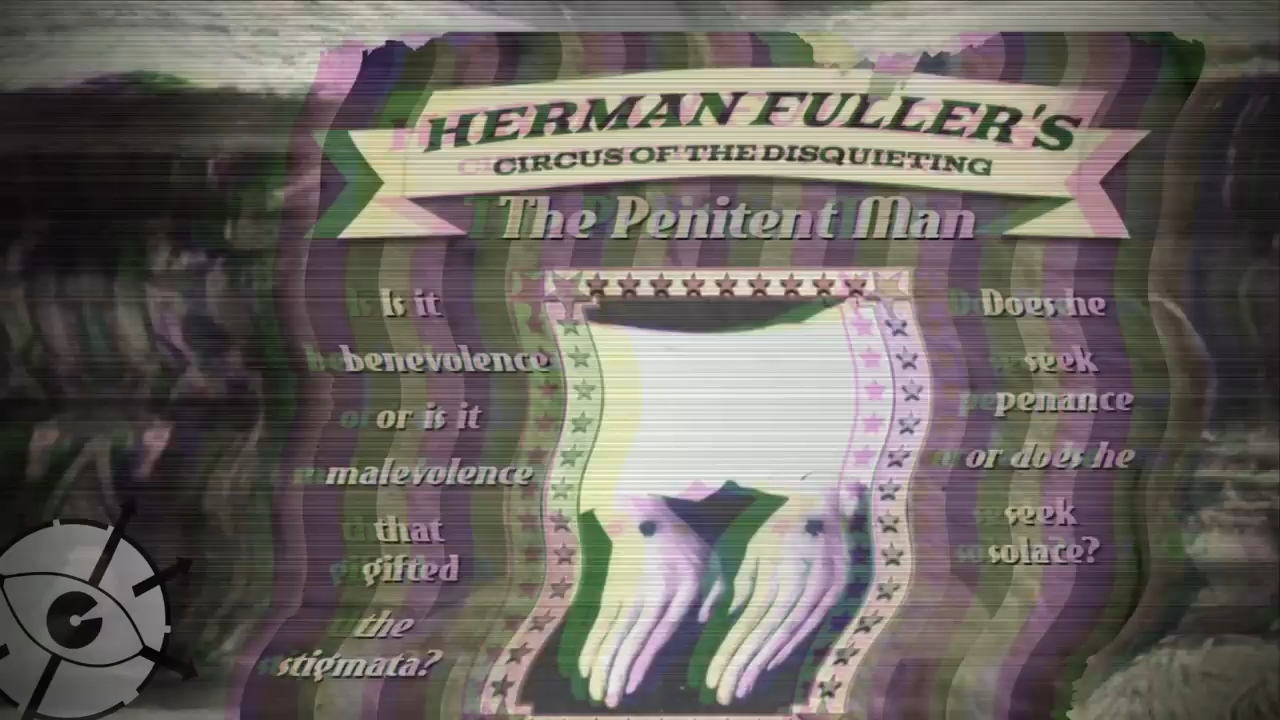 HERMAN FULLER'S
CIRCUS OF THE DISQUIETING
The Penitent Man
Is it
benevolence
or is it
malevolence
that
gifted
the
stigmata?
Does he
seek
penance
or does he
seek
solace?